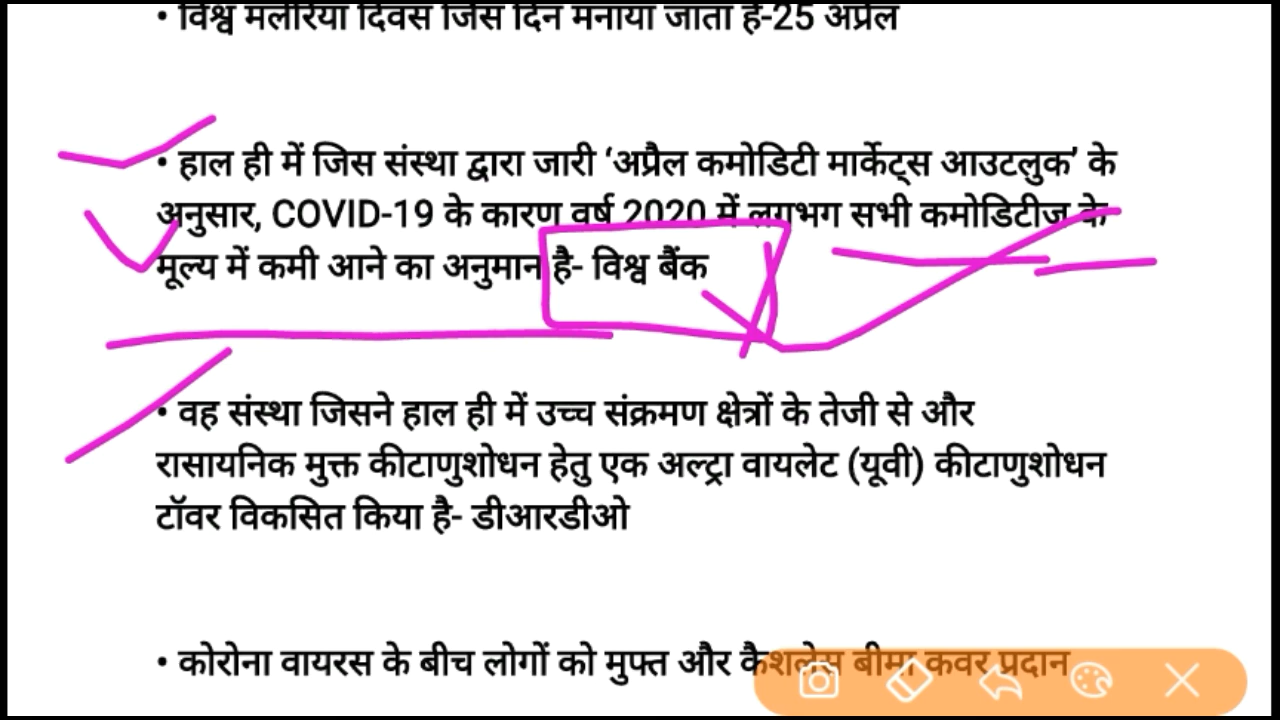 • विश्व मलेरिया दिवस जिस दिन मनाया जाता है-25 अप्रैल
• हाल ही में जिस संस्था द्वारा जारी ‘अप्रैल कमोडिटी मार्केट्स आउटलुक’ के
अनुसार, COVID-19 के कारण वर्ष 2020 में लगभग सभी कमोडिटीज के
मूल्य में कमी आने का अनुमान है- विश्व बैंक
• वह संस्था जिसने हाल ही में उच्च संक्रमण क्षेत्रों के तेजी से और
रासायनिक मुक्त कीटाणुशोधन हेतु एक अल्ट्रा वायलेट (यूवी) कीटाणुशोधन
टॉवर विकसित किया है- डीआरडीओ
• कोरोना वायरस के बीच लोगों को मुफ्त और कैशलेस बीमा कवर प्रदान